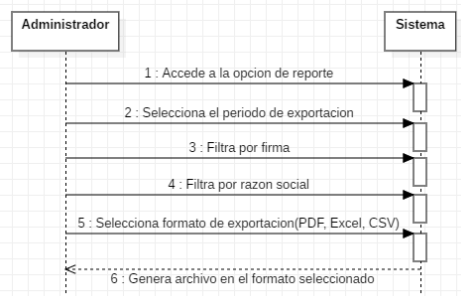 Administrador
Sistema
1 : Accede a la opcion de reporte
2 : Selecciona el periodo de exportacion
3 : Filtra por firma
4 : Filtra por razon social
5 : Selecciona formato de exportacion(PDF, Excel, CSV)
6 : Genera archivo en el formato seleccionado